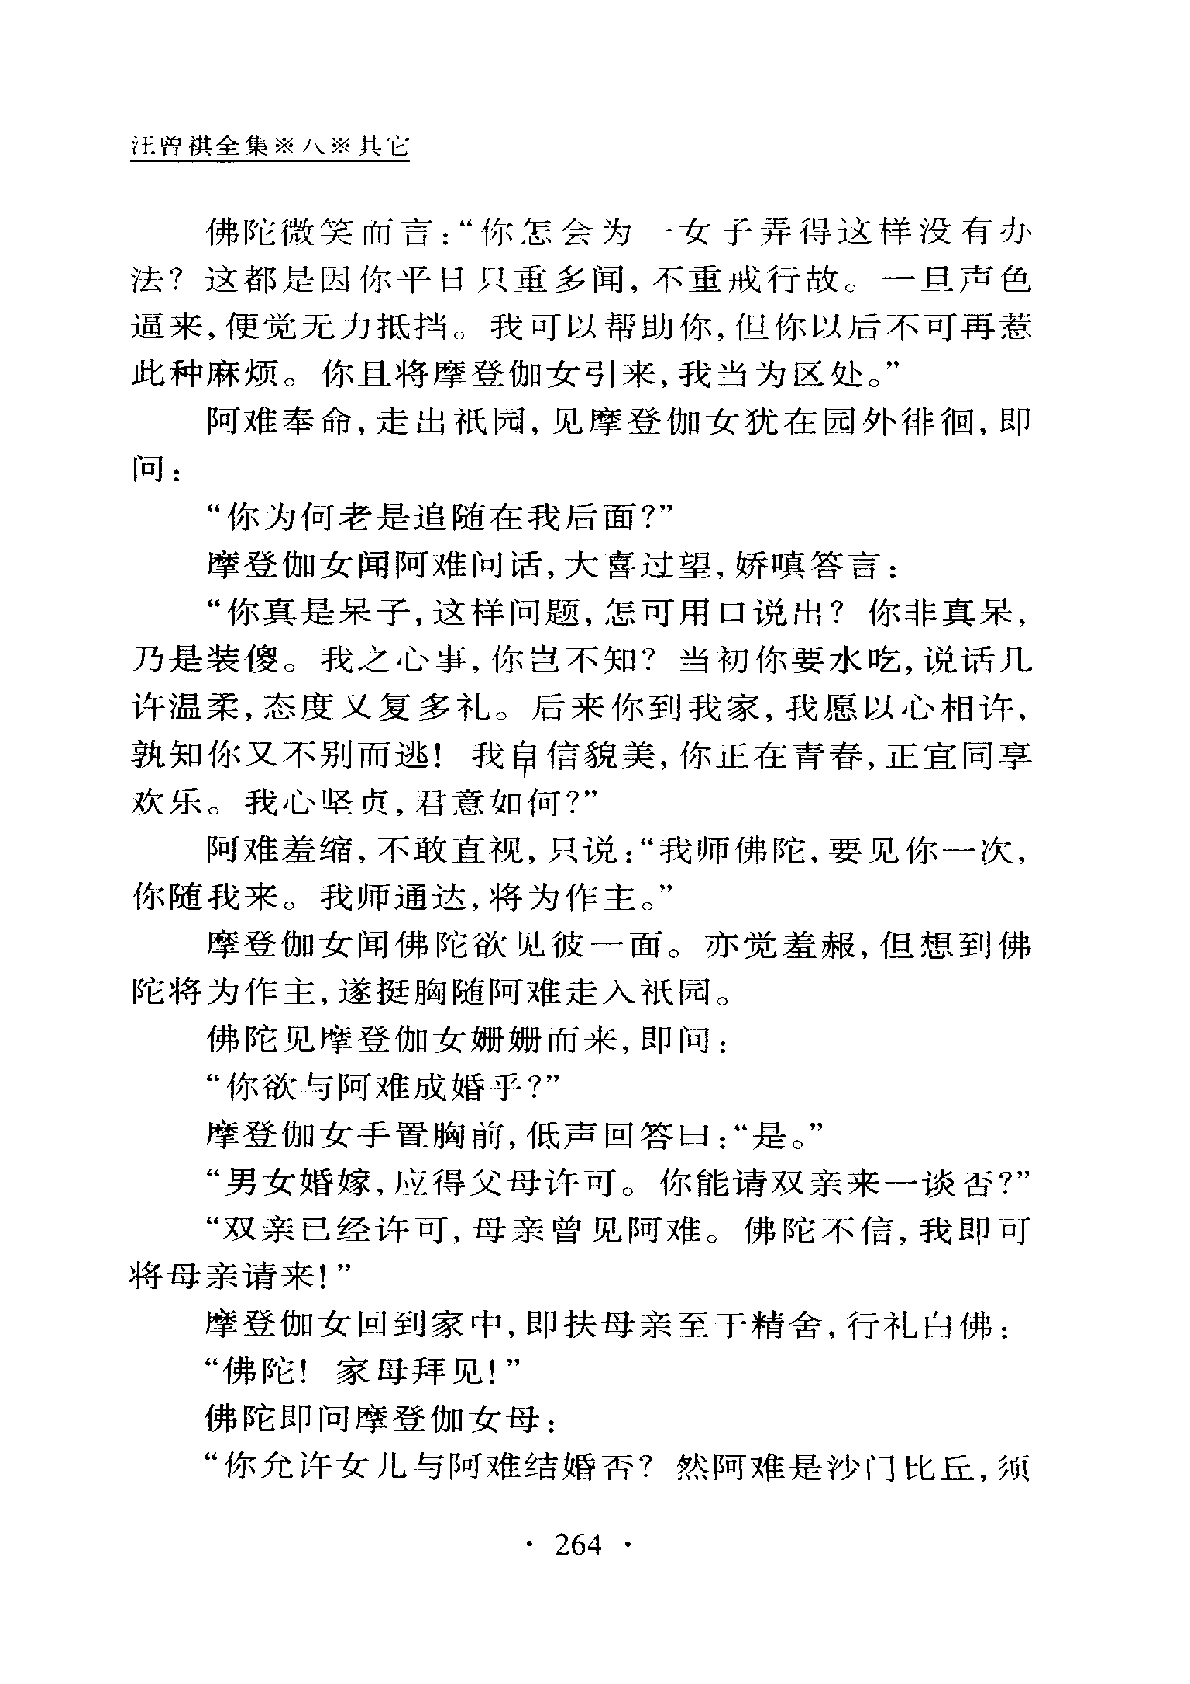 汪曾祺全集※八※其它
佛陀微笑而言：“你怎会为一女子弄得这样没有办
法？这都是因你平日只重多闻，不重戒行故。一旦声色
逼来，便觉无力抵挡。我可以帮助你，但你以后不可再惹
此种麻烦。你且将摩登伽女引来，我当为区处。”
阿难奉命，走出祇园，见摩登伽女犹在园外徘徊，即
问：
“你为何老是追随在我后面？”
摩登伽女闻阿难问话，大喜过望，娇嗔答言：
“你真是呆子，这样问题，怎可用口说出？你非真呆，
乃是装傻。我之心事，你岂不知？当初你要水吃，说话几
许温柔，态度又复多礼。后来你到我家，我愿以心相许，
孰知你又不别而逃！我自信貌美，你正在青春，正宜同享
欢乐。我心坚贞，君意如何？”
阿难羞缩，不敢直视，只说：“我师佛陀，要见你一次，
你随我来。我师通达，将为作主。”
摩登伽女闻佛陀欲见彼一面。亦觉羞赧，但想到佛
陀将为作主，遂挺胸随阿难走入祇园。
佛陀见摩登伽女姗姗而来，即问：
“你欲与阿难成婚乎？”
摩登伽女手置胸前，低声回答曰：“是。”
“男女婚嫁，应得父母许可。你能请双亲来一谈否？”
“双亲已经许可，母亲曾见阿难。佛陀不信，我即可
将母亲请来！”
摩登伽女回到家中，即扶母亲至于精舍，行礼白佛：
“佛陀！家母拜见！”
佛陀即问摩登伽女母：
“你允许女儿与阿难结婚否？然阿难是沙门比丘，须
· 264 ·